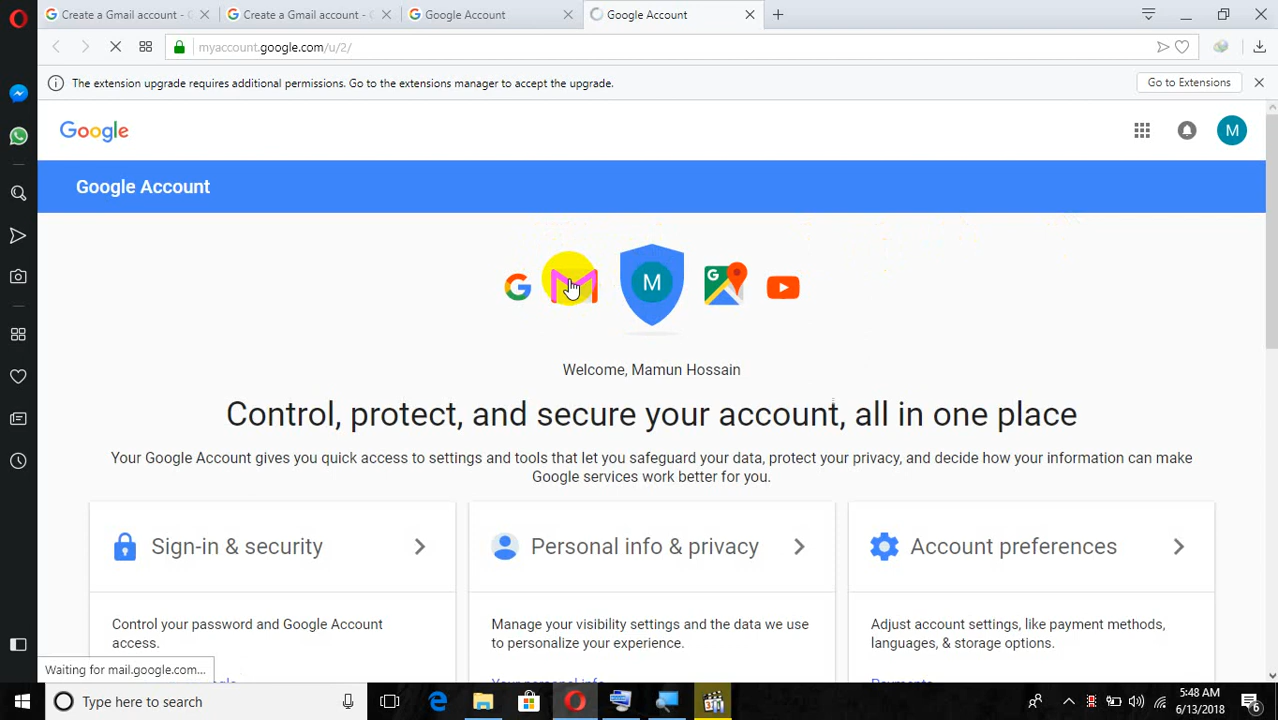 Create a Gmail account - G
Create a Gmail account - G
Google Account
Google Account
myaccount.google.com/u/2/
The extension upgrade requires additional permissions. Go to the extensions manager to accept the upgrade.
Go to Extensions
Google
M
Google Account
G
M
G
Welcome, Mamun Hossain
Control, protect, and secure your account, all in one place
Your Google Account gives you quick access to settings and tools that let you safeguard your data, protect your privacy, and decide how your information can make
Google services work better for you.
Sign-in & security
Personal info & privacy
Account preferences
Control your password and Google Account
access.
Manage your visibility settings and the data we use
to personalize your experience.
Adjust account settings, like payment methods,
languages, & storage options.
Your personal info
Payments
Waiting for mail.google.com...
Type here to search
5:48 AM
6/13/2018
6